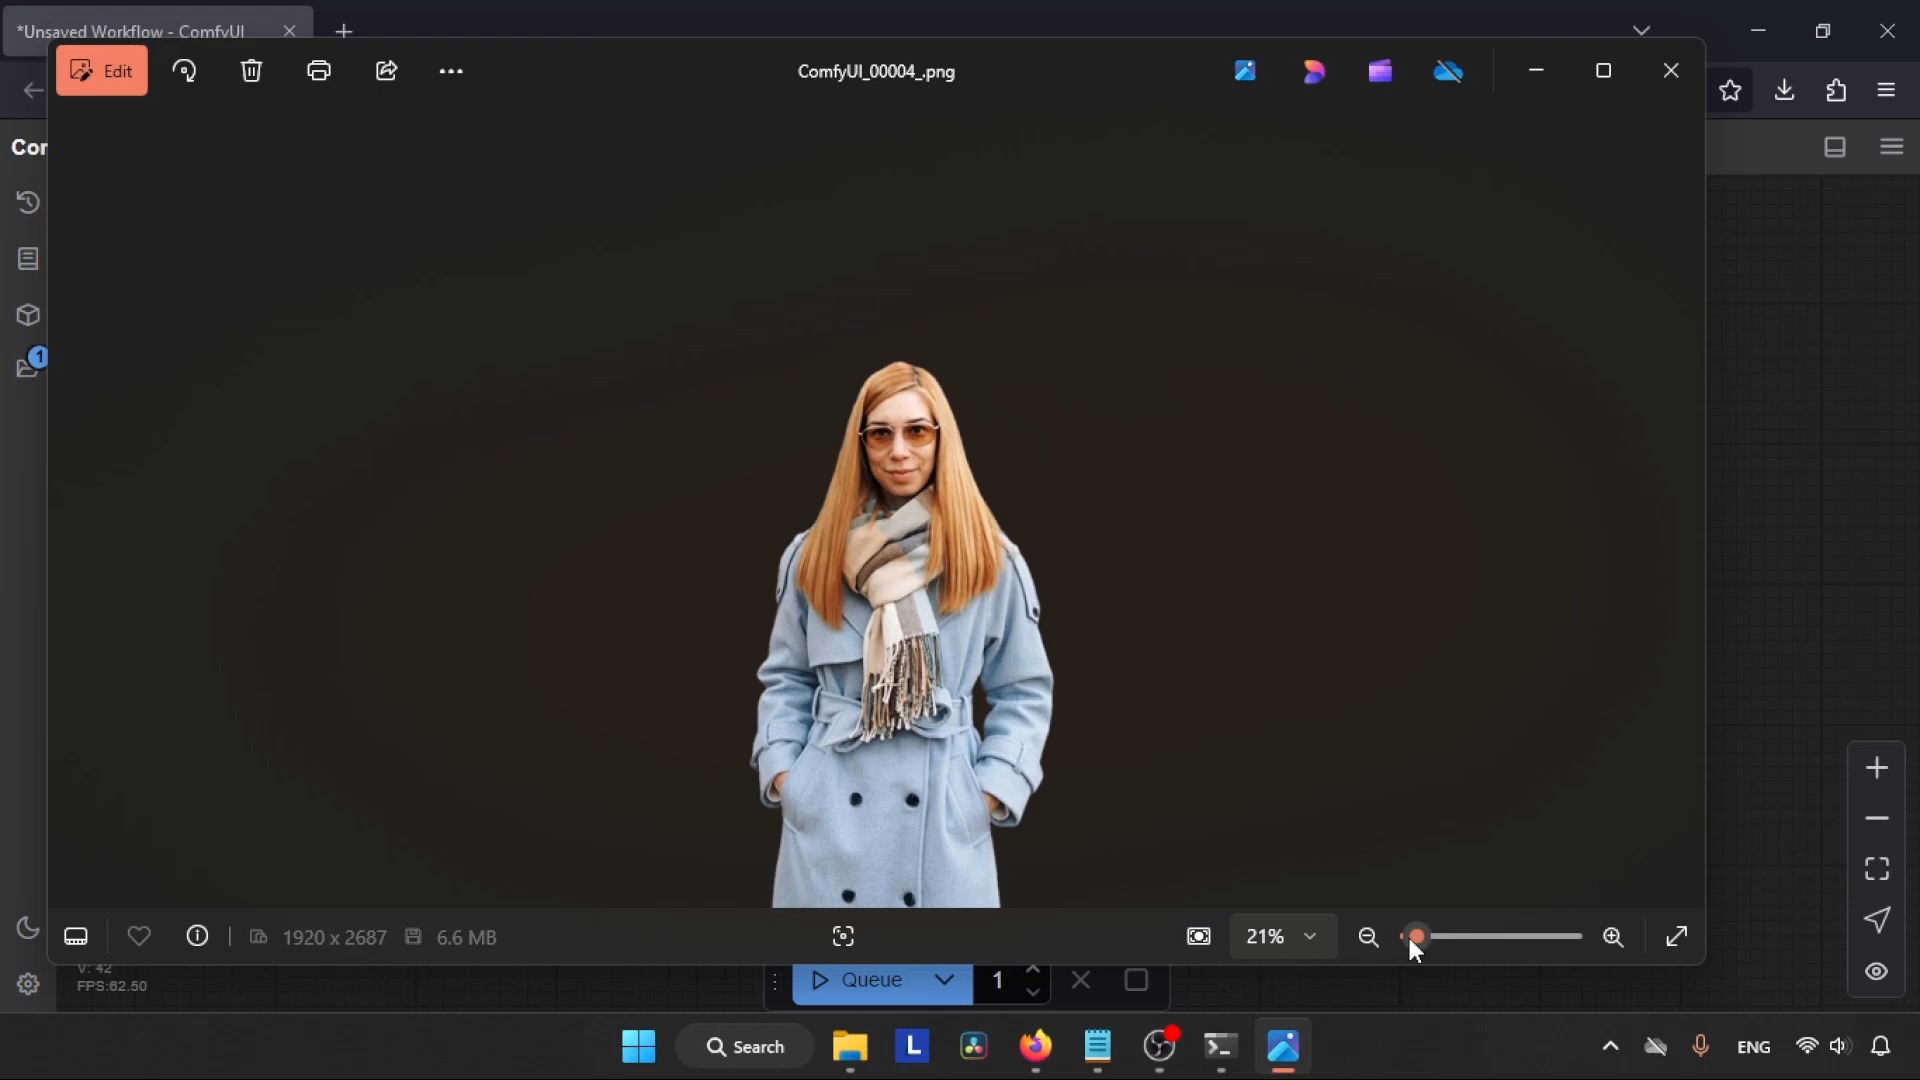 *Unsaved Workflow - ComfyUI
Edit
ComfyUI_00004_.png
Cor
1
1920 x 2687
6.6 MB
21%
V: 42
FPS:62.50
Queue
1
Search
L
ENG